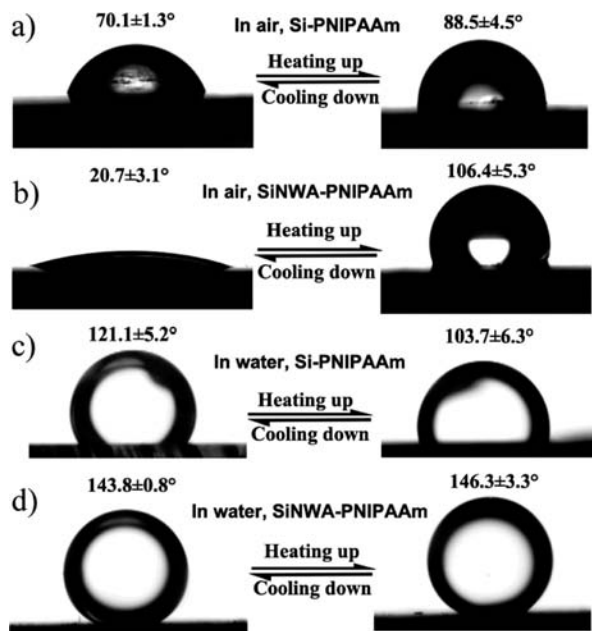 a)
70.1±1.3°
In air, Si-PNIPAAm
88.5±4.5°
Heating up
Cooling down
b)
20.7±3.1°
In air, SiNWA-PNIPAAm
106.4±5.3°
Heating up
Cooling down
c)
121.1±5.2°
In water, Si-PNIPAAm
103.7±6.3°
Heating up
Cooling down
d)
143.8±0.8°
In water, SiNWA-PNIPAAm
146.3±3.3°
Heating up
Cooling down